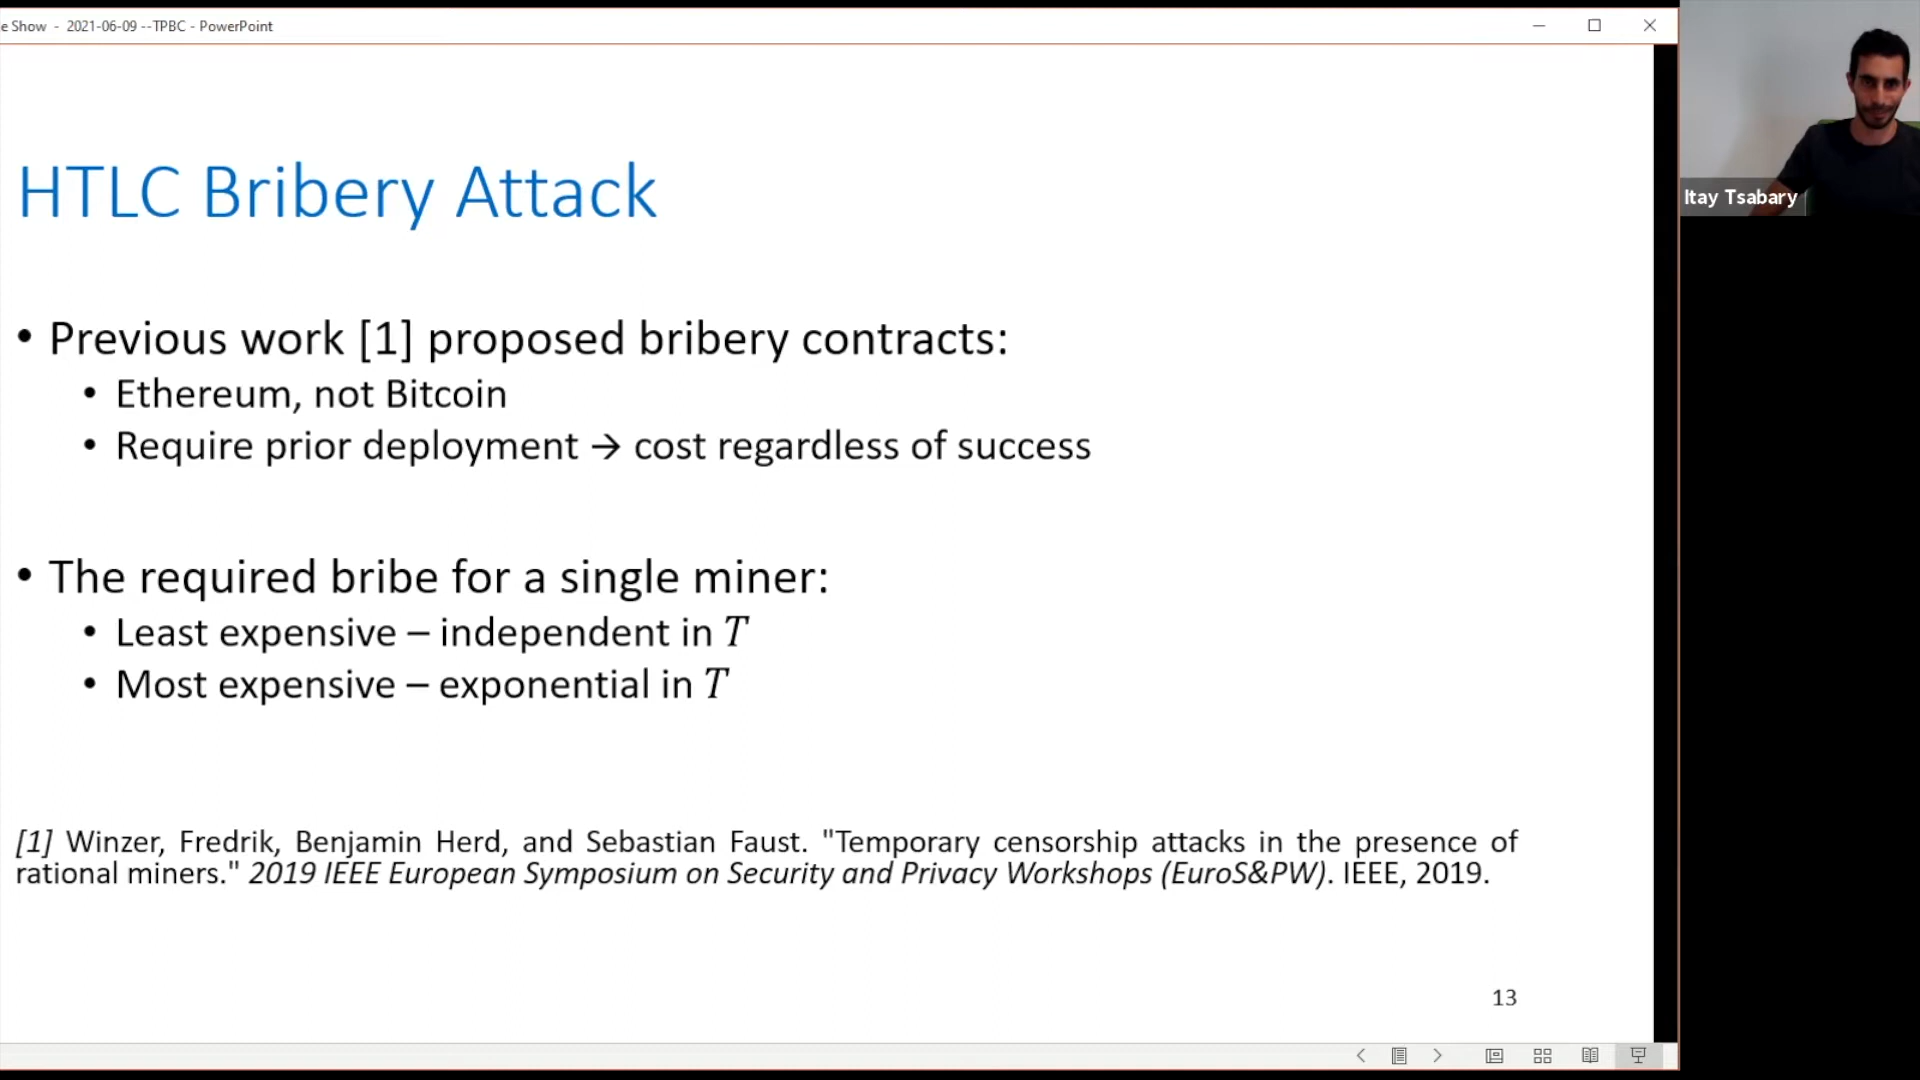 e Show - 2021-06-09 --TPBC - PowerPoint
Itay Tsabary
HTLC Bribery Attack
• Previous work [1] proposed bribery contracts:
• Ethereum, not Bitcoin
• Require prior deployment → cost regardless of success
• The required bribe for a single miner:
• Least expensive – independent in T
• Most expensive – exponential in T
[1] Winzer, Fredrik, Benjamin Herd, and Sebastian Faust. "Temporary censorship attacks in the presence of
rational miners." 2019 IEEE European Symposium on Security and Privacy Workshops (EuroS&PW). IEEE, 2019.
13